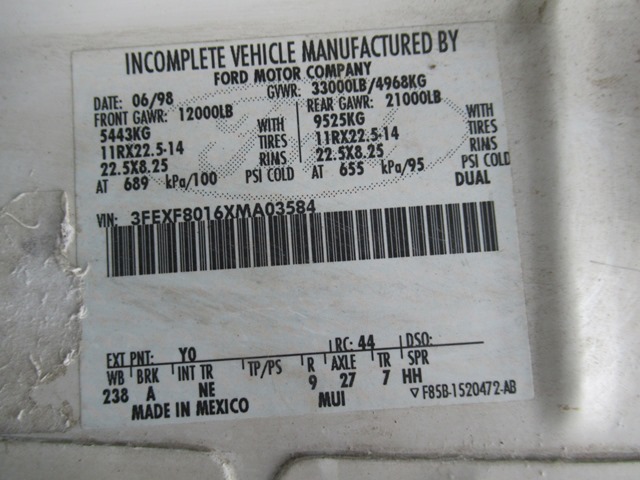 INCOMPLETE VEHICLE MANUFACTURED BY
FORD MOTOR COMPANY
DATE: 06/98 GVWR: 33000LB/4968KG
FRONT GAWR: 12000LB REAR GAWR: 21000LB
5443KG WITH 9525KG WITH
11RX22.5-14 TIRES 11RX22.5-14 TIRES
22.5X8.25 RINS 22.5X8.25 RINS
AT 689 kPa/100 PSI COLD AT 655 kPa/95 PSI COLD
DUAL
VIN: 3FEXF8016XMA03584
EXT PNT: YO RC: 44 DSO:
WB BRK INT TR TP/PS R AXLE TR SPR
238 A NE 9 27 7 HH
MADE IN MEXICO MUI ▽ F85B-1520472-AB